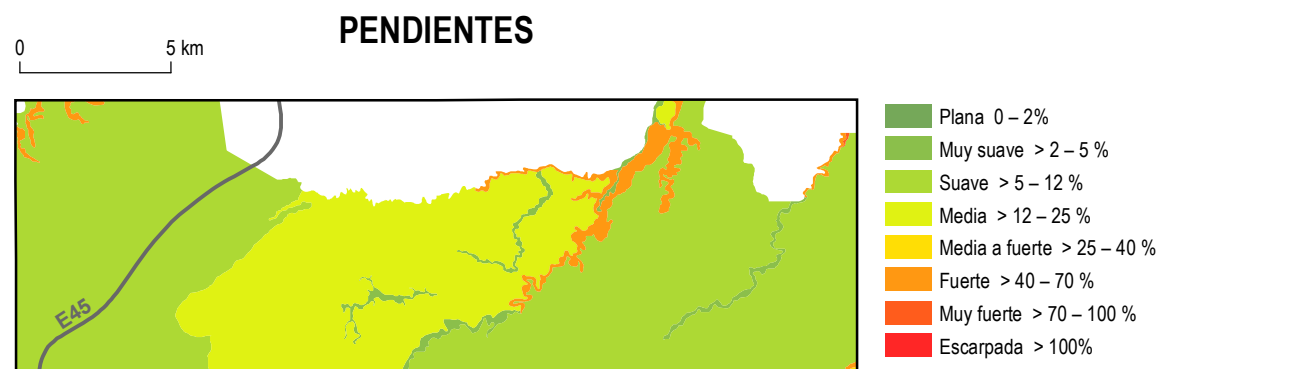 PENDIENTES
0 5 km
Plana 0 – 2%
Muy suave > 2 – 5 %
Suave > 5 – 12 %
Media > 12 – 25 %
Media a fuerte > 25 – 40 %
Fuerte > 40 – 70 %
Muy fuerte > 70 – 100 %
Escarpada > 100%
E45